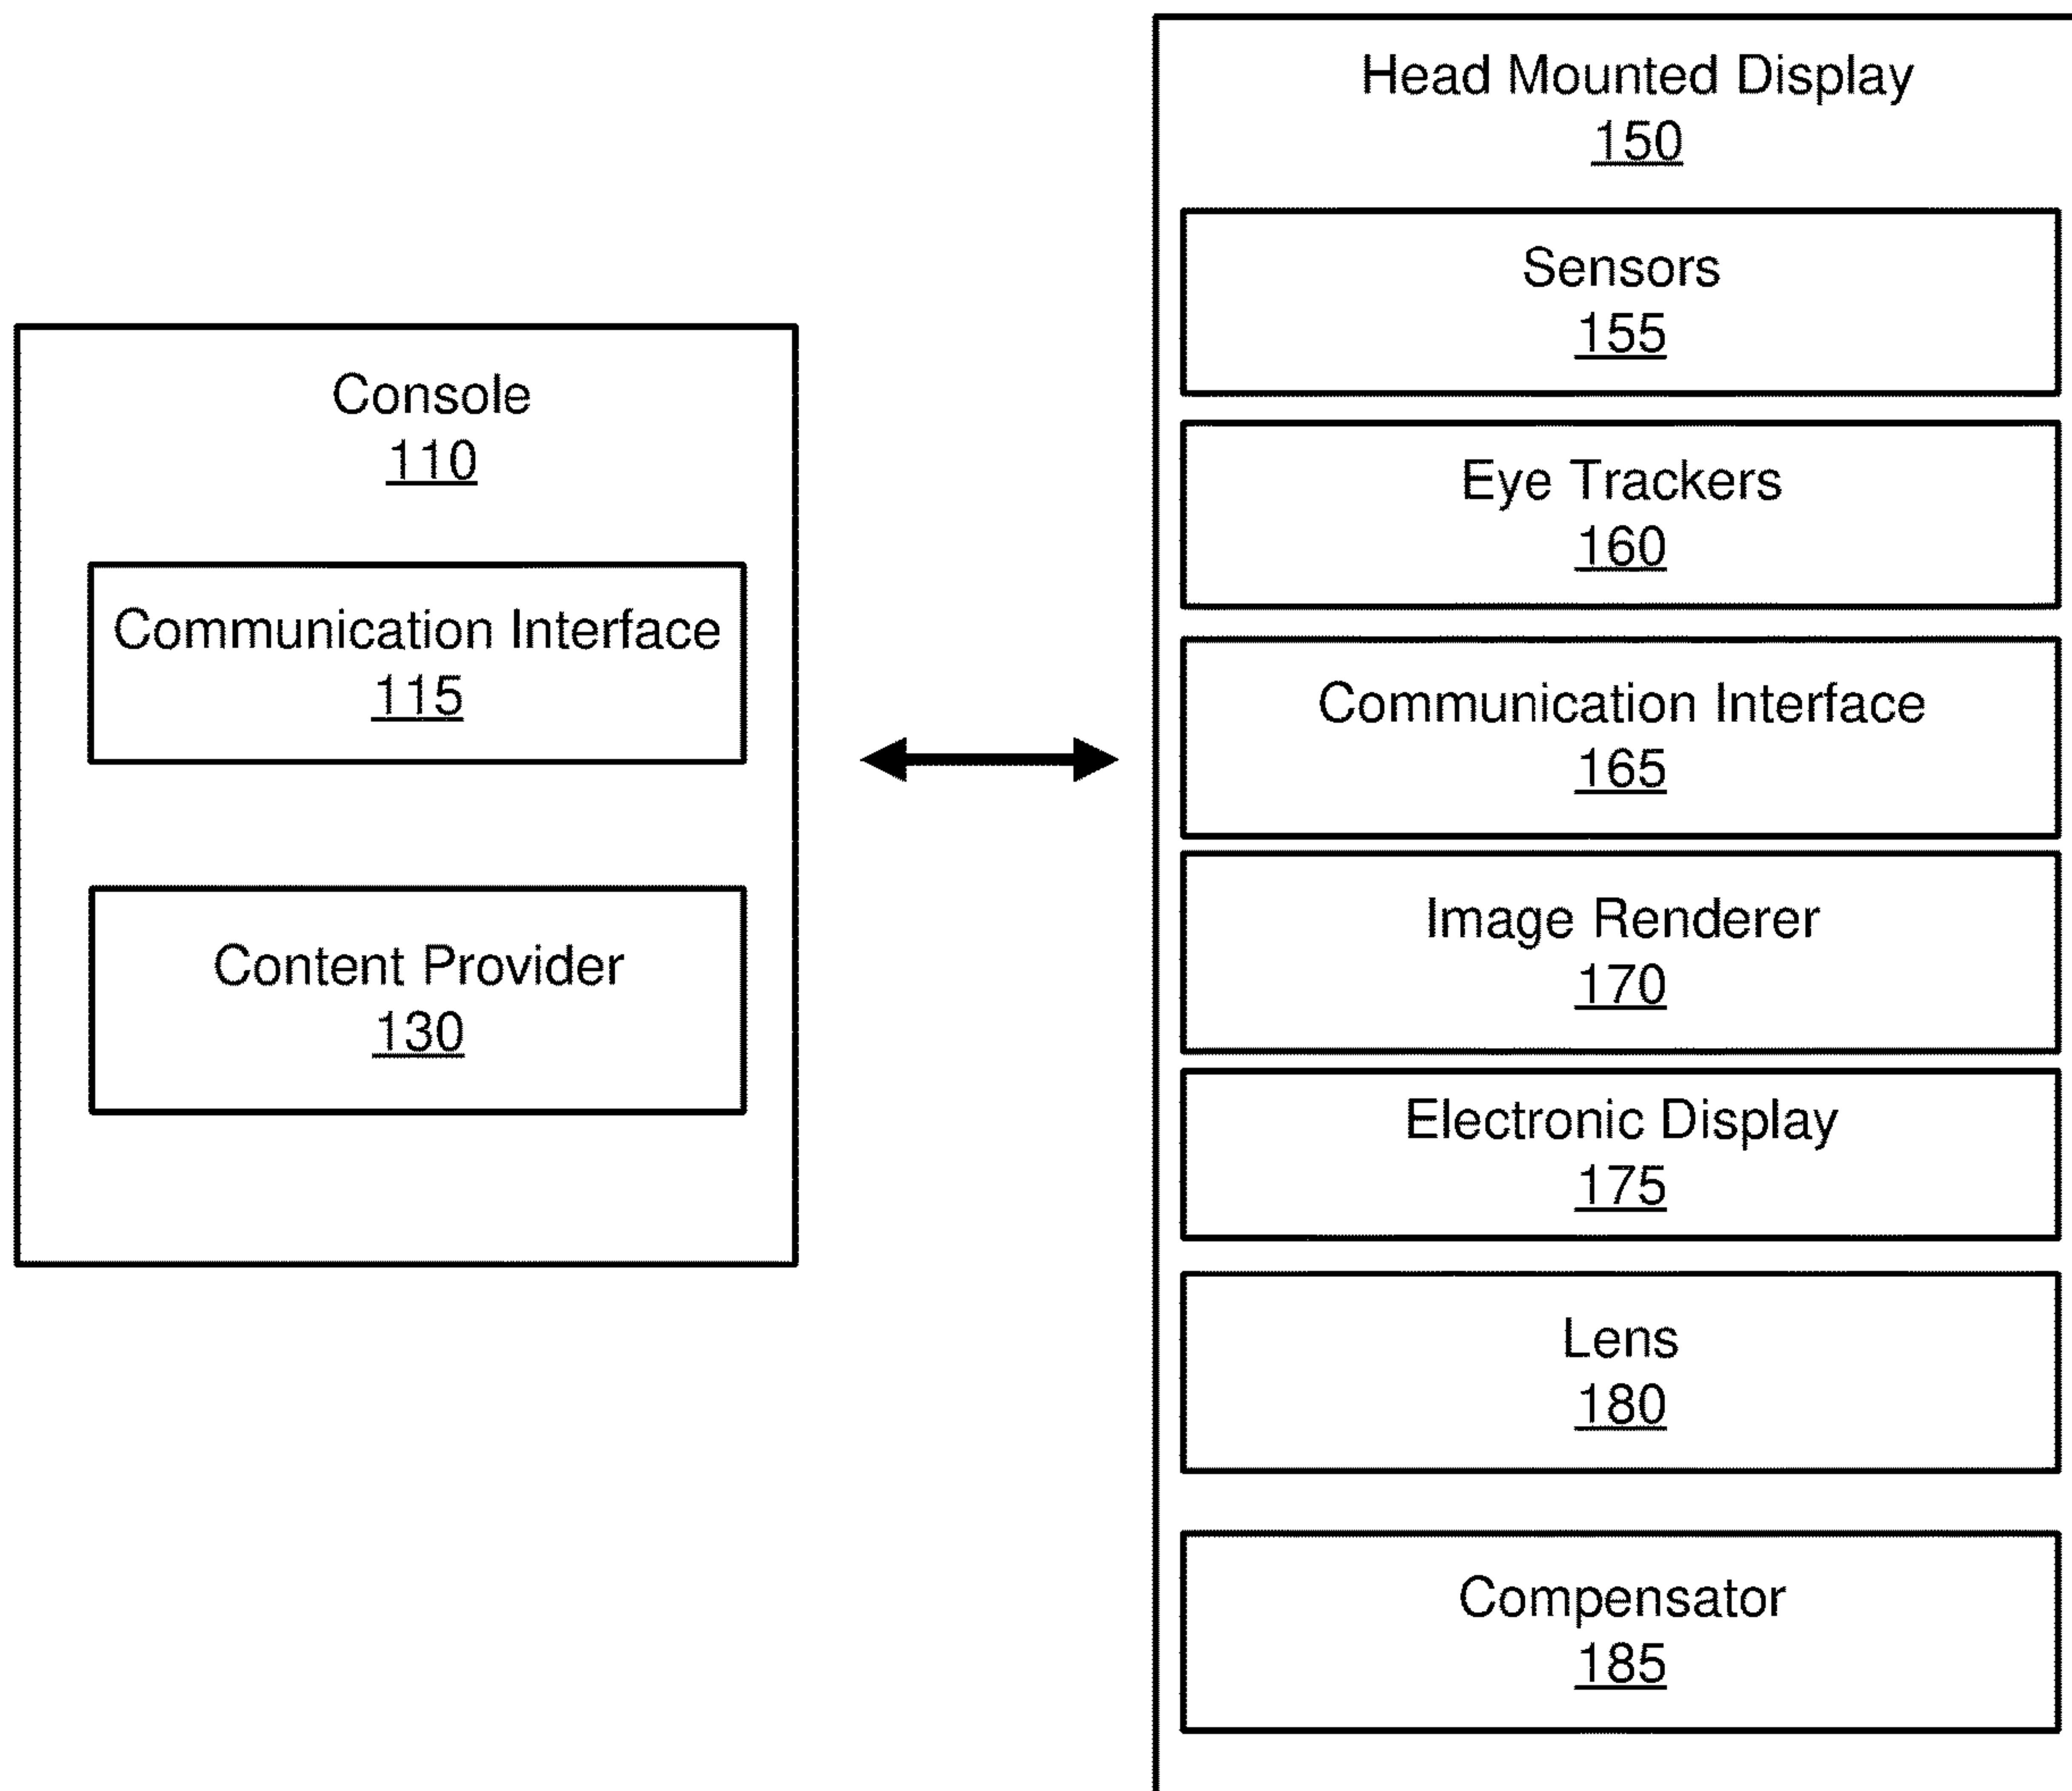 Console
110
Communication Interface
115
Content Provider
130
Head Mounted Display
150
Sensors
155
Eye Trackers
160
Communication Interface
165
Image Renderer
170
Electronic Display
175
Lens
180
Compensator
185